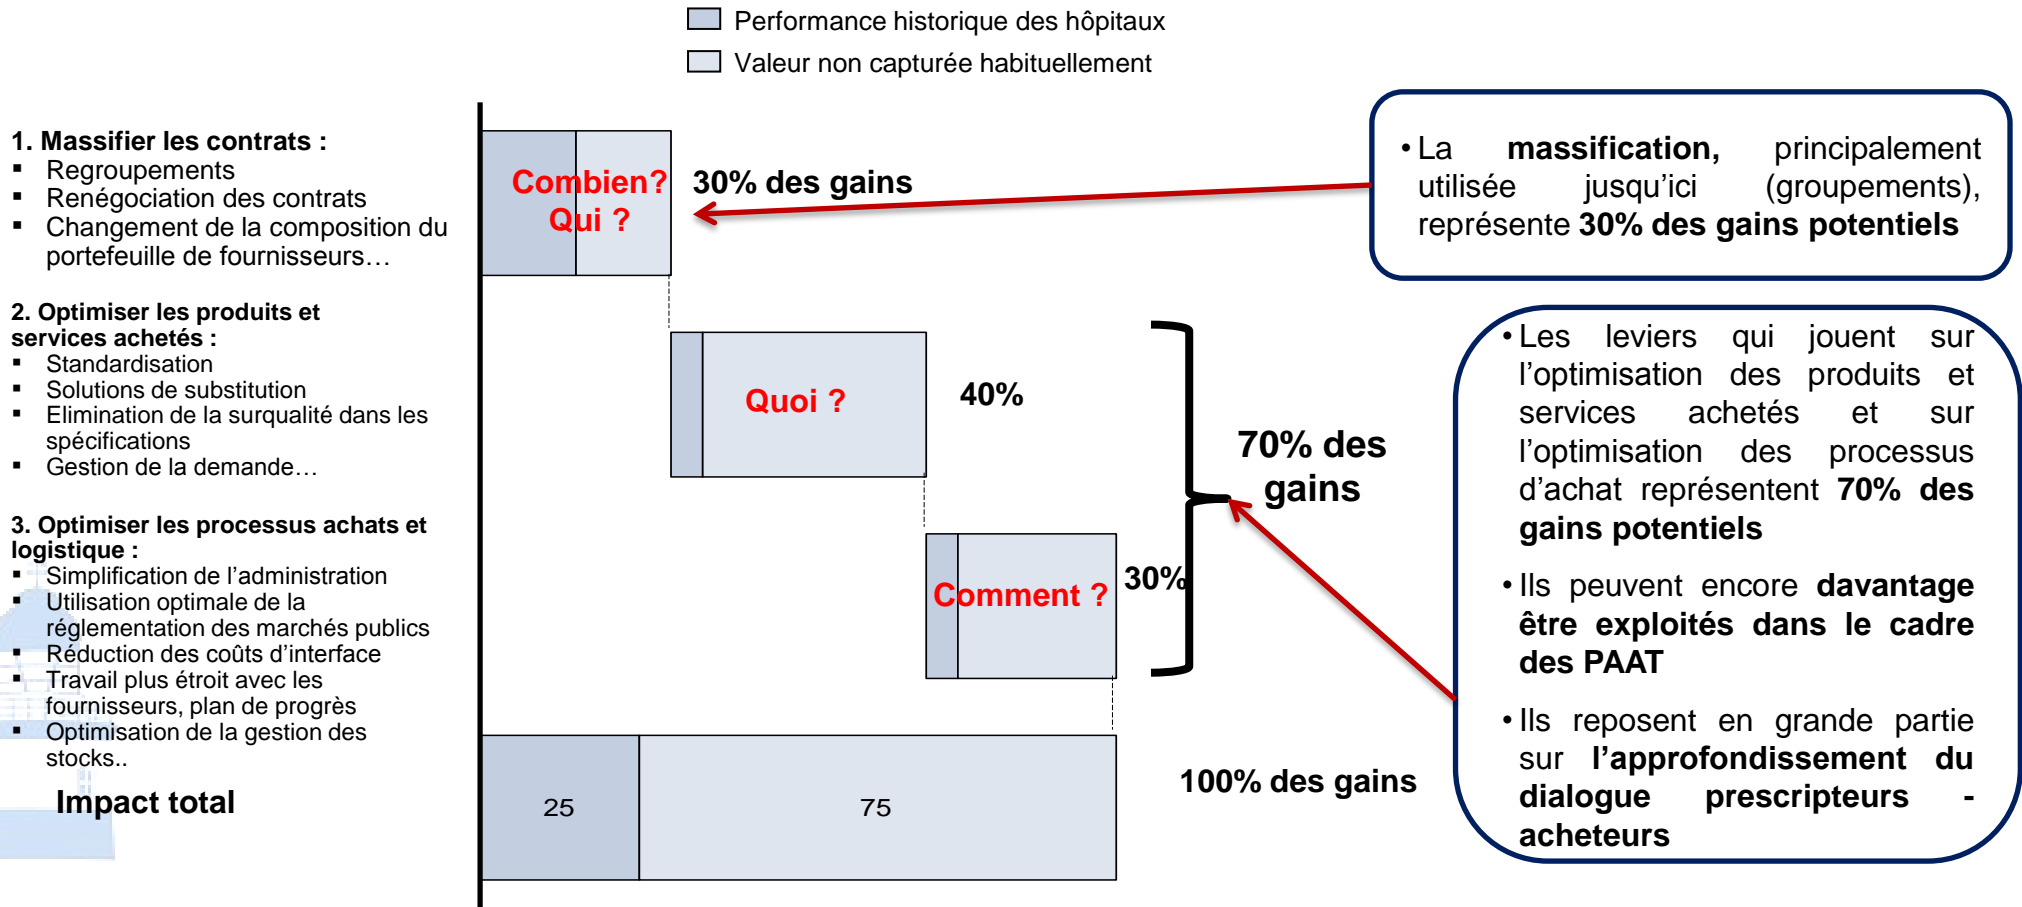 Performance historique des hôpitaux
Valeur non capturée habituellement
1. Massifier les contrats :
▪ Regroupements
▪ Renégociation des contrats
▪ Changement de la composition du
portefeuille de fournisseurs…
2. Optimiser les produits et
services achetés :
▪ Standardisation
▪ Solutions de substitution
▪ Elimination de la surqualité dans les
spécifications
▪ Gestion de la demande…
3. Optimiser les processus achats et
logistique :
▪ Simplification de l’administration
▪ Utilisation optimale de la
réglementation des marchés publics
▪ Réduction des coûts d’interface
▪ Travail plus étroit avec les
fournisseurs, plan de progrès
▪ Optimisation de la gestion des
stocks..
Impact total
Combien?
Qui ?
30% des gains
Quoi ?
40%
Comment ?
30%
70% des
gains
25
75
100% des gains
• La massification, principalement
utilisée jusqu’ici (groupements),
représente 30% des gains potentiels
• Les leviers qui jouent sur
l’optimisation des produits et
services achetés et sur
l’optimisation des processus
d’achat représentent 70% des
gains potentiels
• Ils peuvent encore davantage
être exploités dans le cadre
des PAAT
• Ils reposent en grande partie
sur l’approfondissement du
dialogue prescripteurs -
acheteurs